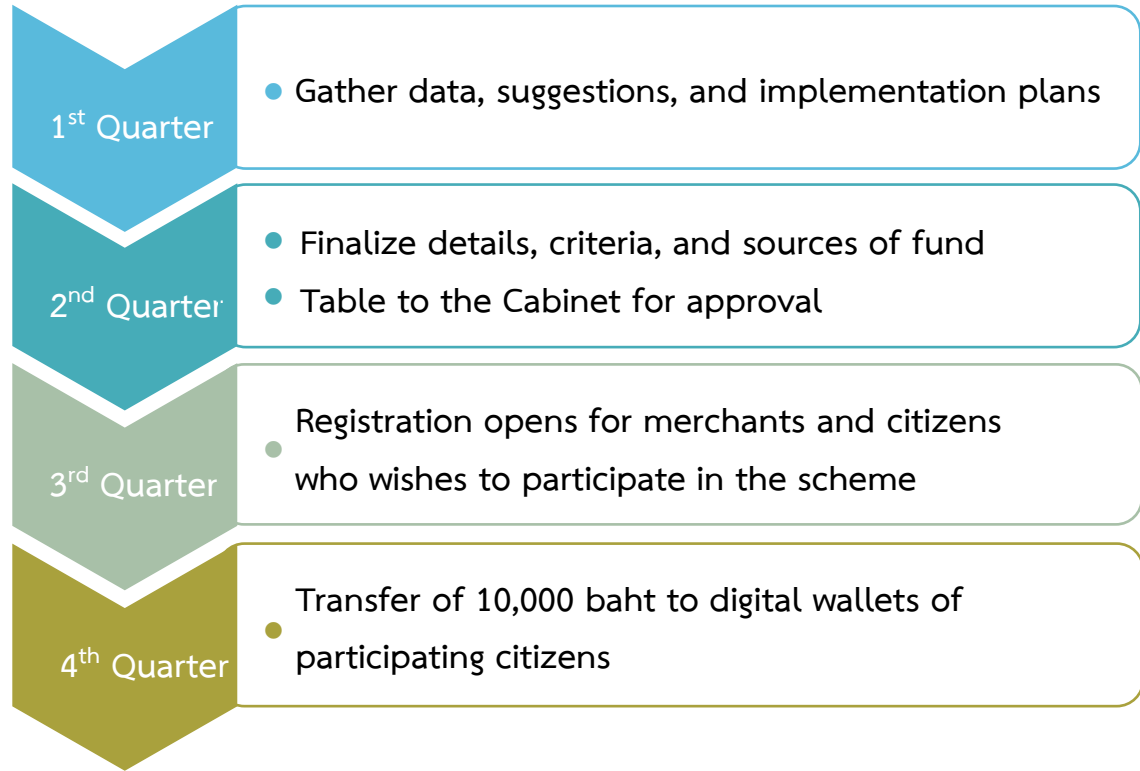 1st Quarter
Gather data, suggestions, and implementation plans
2nd Quarter
Finalize details, criteria, and sources of fund
Table to the Cabinet for approval
3rd Quarter
Registration opens for merchants and citizens
who wishes to participate in the scheme
4th Quarter
Transfer of 10,000 baht to digital wallets of
participating citizens